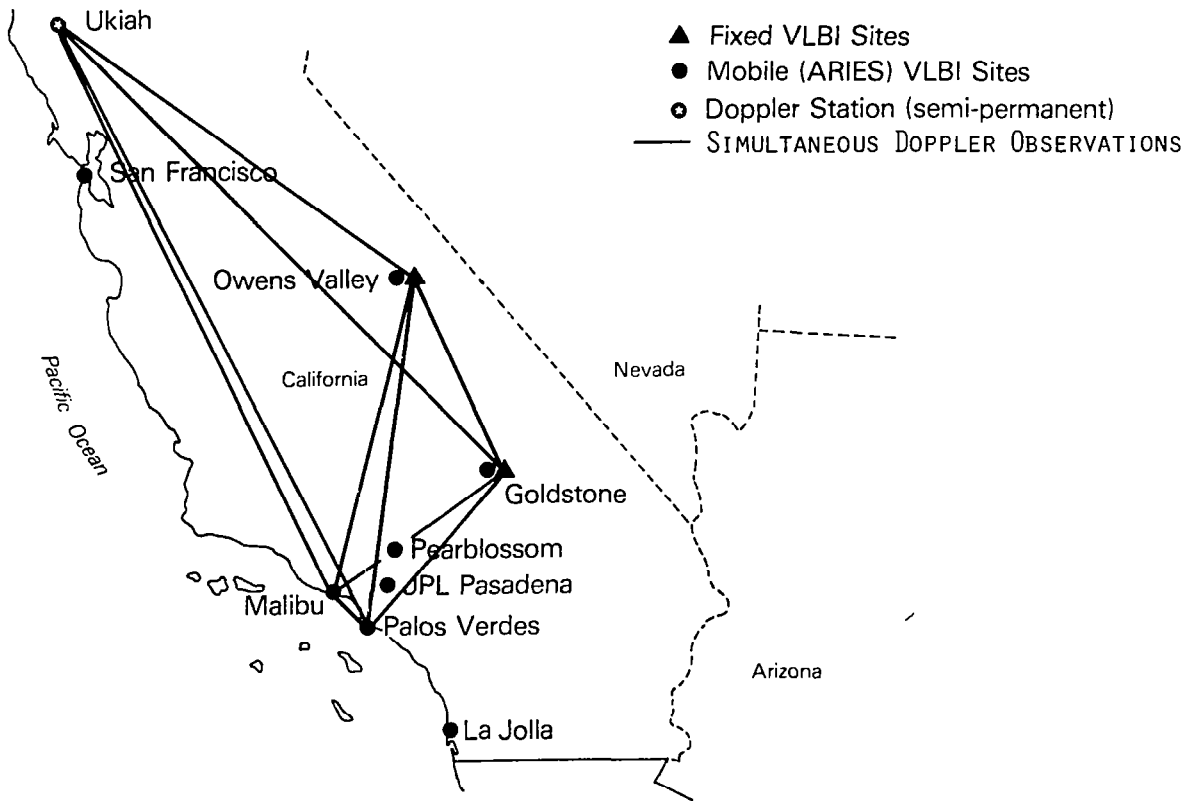 Ukiah
Fixed VLBI Sites
Mobile (ARIES) VLBI Sites
Doppler Station (semi-permanent)
SIMULTANEOUS DOPPLER OBSERVATIONS
San Francisco
Owens Valley
Pacific Ocean
California
Nevada
Goldstone
Pearblossom
JPL Pasadena
Malibu
Palos Verdes
Arizona
La Jolla